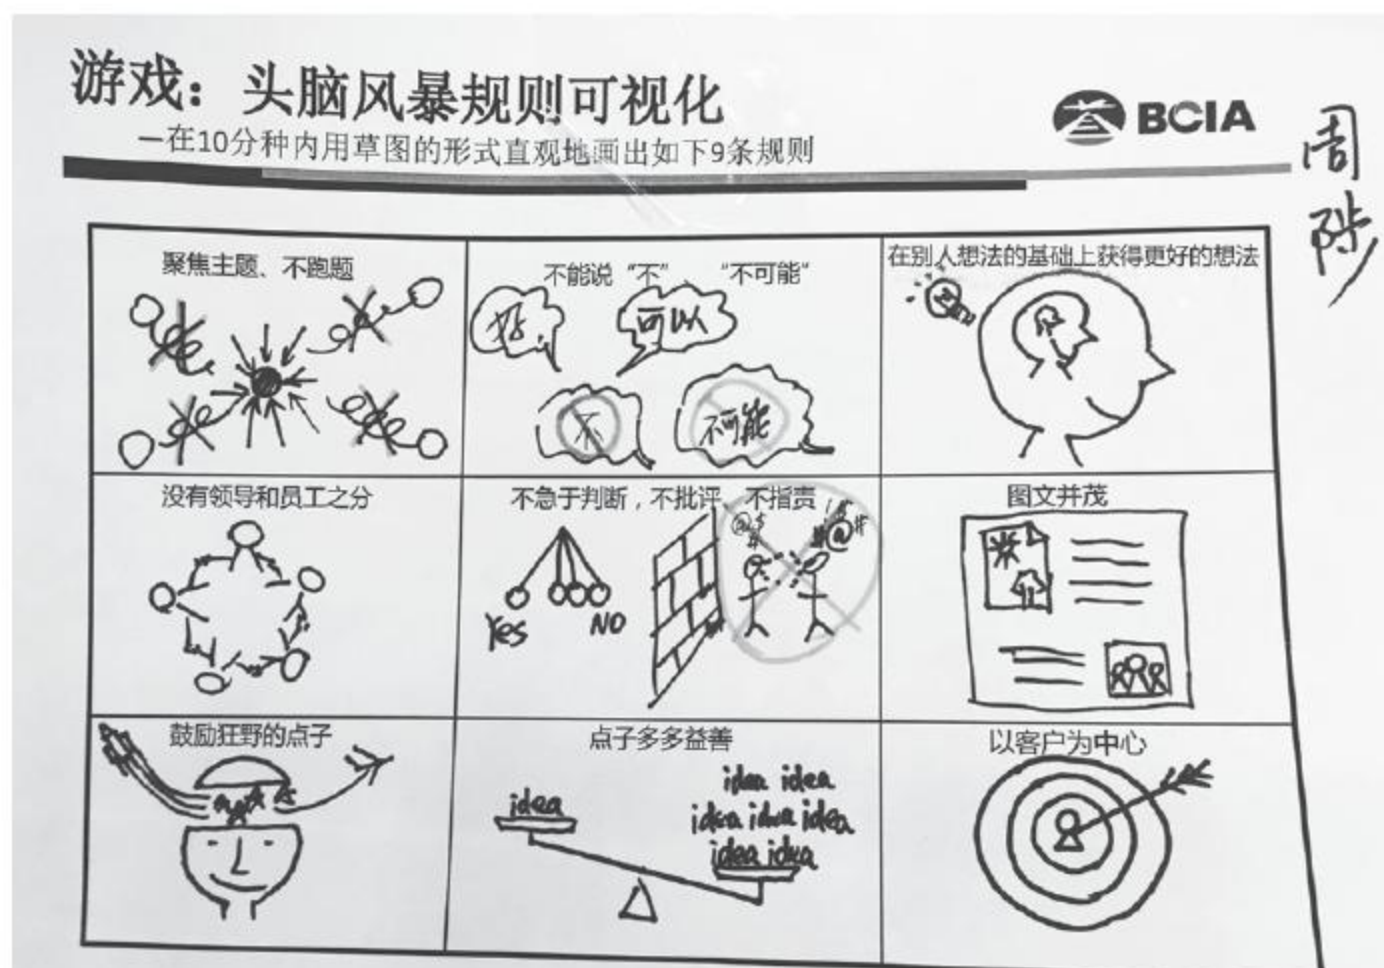 游戏：头脑风暴规则可视化
—在10分种内用草图的形式直观地画出如下9条规则
BCIA
周
聚焦主题、不跑题
不能说“不” “不可能”
好
可以
不
不可能
在别人想法的基础上获得更好的想法
没有领导和员工之分
不急于判断，不批评、不指责
Yes
NO
@$
#
!$
#@#
图文并茂
鼓励狂野的点子
点子多多益善
idea
idea idea
idea idea idea
idea idea
以客户为中心